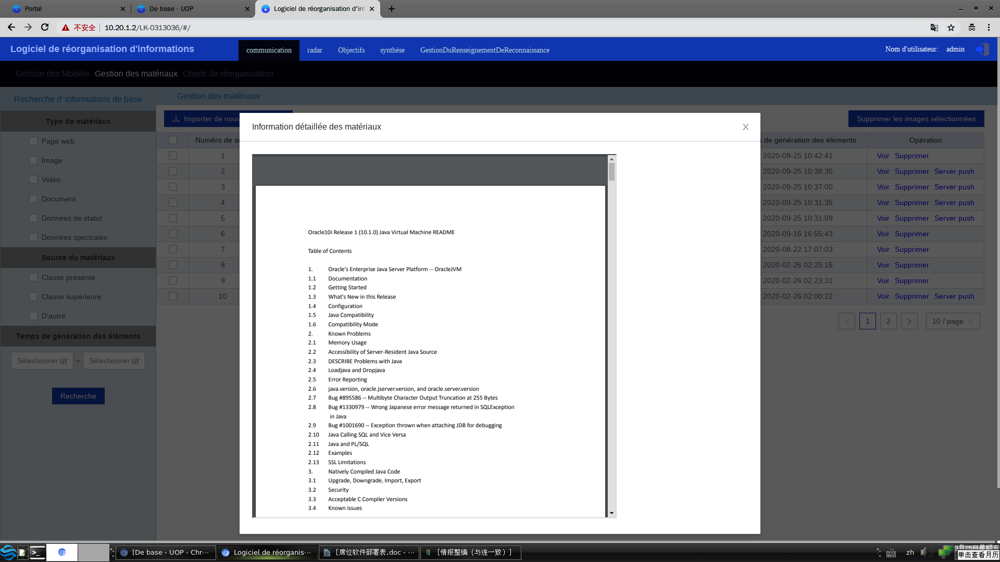 Portal
De base - UOP
Logiciel de réorganisation d'inf
不安全
10.20.1.2/LK-0313036/#/
Logiciel de réorganisation d'informations
communication
radar
Objectifs
synthèse
GestionDuRenseignementDeReconnaissance
Nom d'utilisateur: admin
Gestion des Modèle
Gestion des matériaux
Objets de réorganisation
Recherche d' informations de base
Gestion des matériaux
Type de matériaux
Page web
Image
Vidéo
Document
Données de statut
Données spectrales
Source du matériaux
Classe présente
Classe supérieure
D'autre
Temps de génération des éléments
Sélectionner ~ Sélectionner
Recherche
Importer de nouv
Supprimer les images sélectionnées
Numéro de sé
s de génération des éléments
Opération
1 2020-09-25 10:42:41 Voir Supprimer
2 2020-09-25 10:38:35 Voir Supprimer Server push
3 2020-09-25 10:37:00 Voir Supprimer Server push
4 2020-09-25 10:31:35 Voir Supprimer Server push
5 2020-09-25 10:31:09 Voir Supprimer Server push
6 2020-09-16 16:55:43 Voir Supprimer
7 2020-08-22 17:07:03 Voir Supprimer
8 2020-02-26 02:25:15 Voir Supprimer
9 2020-02-26 02:23:31 Voir Supprimer
10 2020-02-26 02:00:22 Voir Supprimer Server push
< 1 2 > 10 / page
Information détaillée des matériaux
X
Oracle10i Release 1 (10.1.0) Java Virtual Machine README
Table of Contents
1. Oracle's Enterprise Java Server Platform -- OracleJVM
1.1 Documentation
1.2 Getting Started
1.3 What's New in this Release
1.4 Configuration
1.5 Java Compatibility
1.6 Compatibility Mode
2. Known Problems
2.1 Memory Usage
2.2 Accessibility of Server-Resident Java Source
2.3 DESCRIBE Problems with Java
2.4 Loadjava and Dropjava
2.5 Error Reporting
2.6 java.version, oracle.jserver.version, and oracle.server.version
2.7 Bug #895586 -- Multibyte Character Output Truncation at 255 Bytes
2.8 Bug #1330979 -- Wrong Japanese error message returned in SQLException
in Java
2.9 Bug #1001690 -- Exception thrown when attaching JDB for debugging
2.10 Java Calling SQL and Vice Versa
2.11 Java and PL/SQL
2.12 Examples
2.13 SSL Limitations
3. Natively Compiled Java Code
3.1 Upgrade, Downgrade, Import, Export
3.2 Security
3.3 Acceptable C Compiler Versions
3.4 Known issues
[De base - UOP - Chr···
Logiciel de réorganis···
[席位软件部署表.doc - ···
[情报整编（与连一致）]
zh
9月25日星期五
单击查看月历